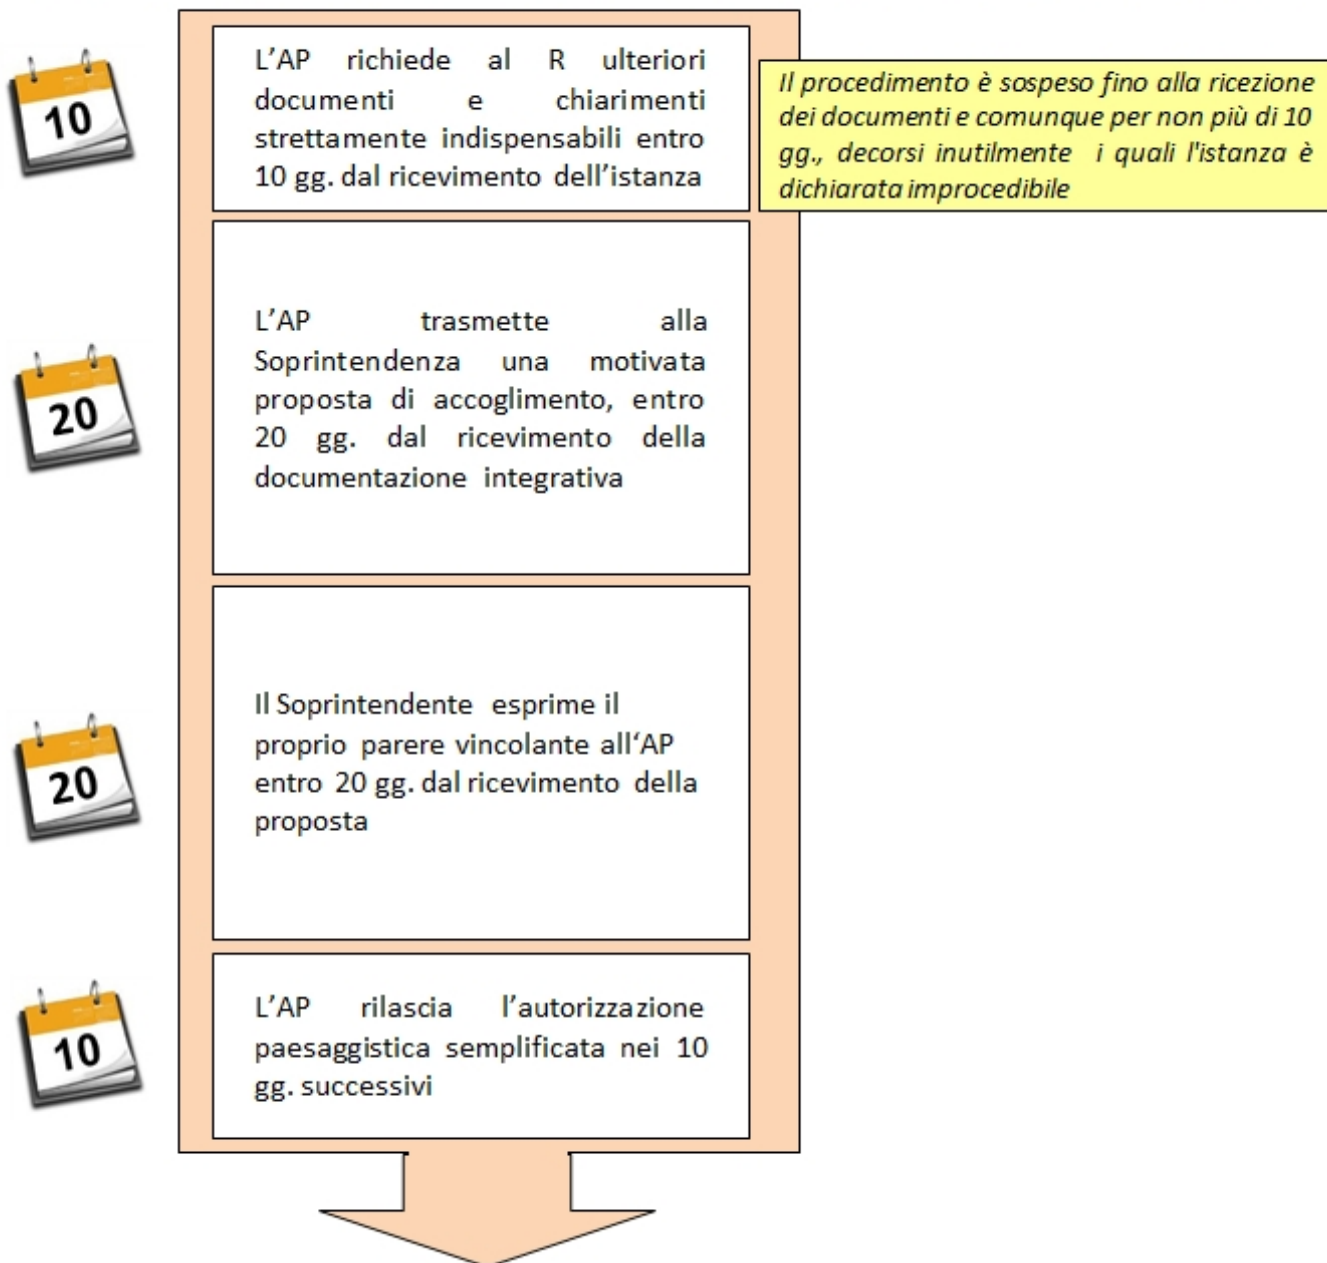 10
L'AP richiede al R ulteriori
documenti e chiarimenti
strettamente indispensabili entro
10 gg. dal ricevimento dell'istanza
Il procedimento è sospeso fino alla ricezione
dei documenti e comunque per non più di 10
gg., decorsi inutilmente i quali l'istanza è
dichiarata improcedibile
20
L'AP trasmette alla
Soprintendenza una motivata
proposta di accoglimento, entro
20 gg. dal ricevimento della
documentazione integrativa
20
Il Soprintendente esprime il
proprio parere vincolante all'AP
entro 20 gg. dal ricevimento della
proposta
10
L'AP rilascia l'autorizzazione
paesaggistica semplificata nei 10
gg. successivi